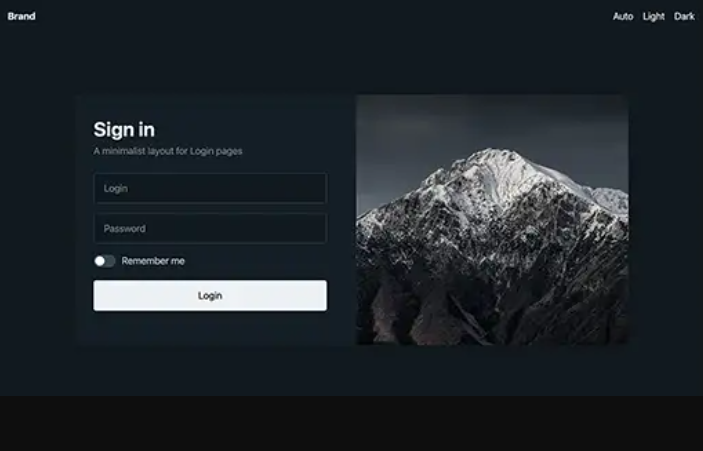 Brand
Auto Light Dark
Sign in
A minimalist layout for Login pages
Login
Password
Remember me
Login